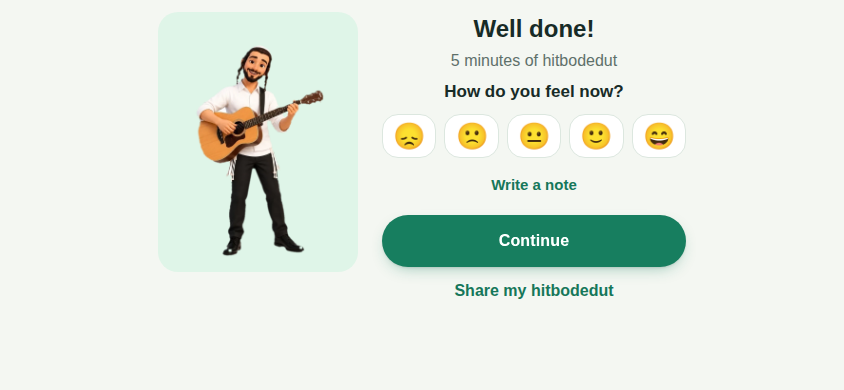 Well done!
5 minutes of hitbodedut
How do you feel now?
Write a note
Continue
Share my hitbodedut